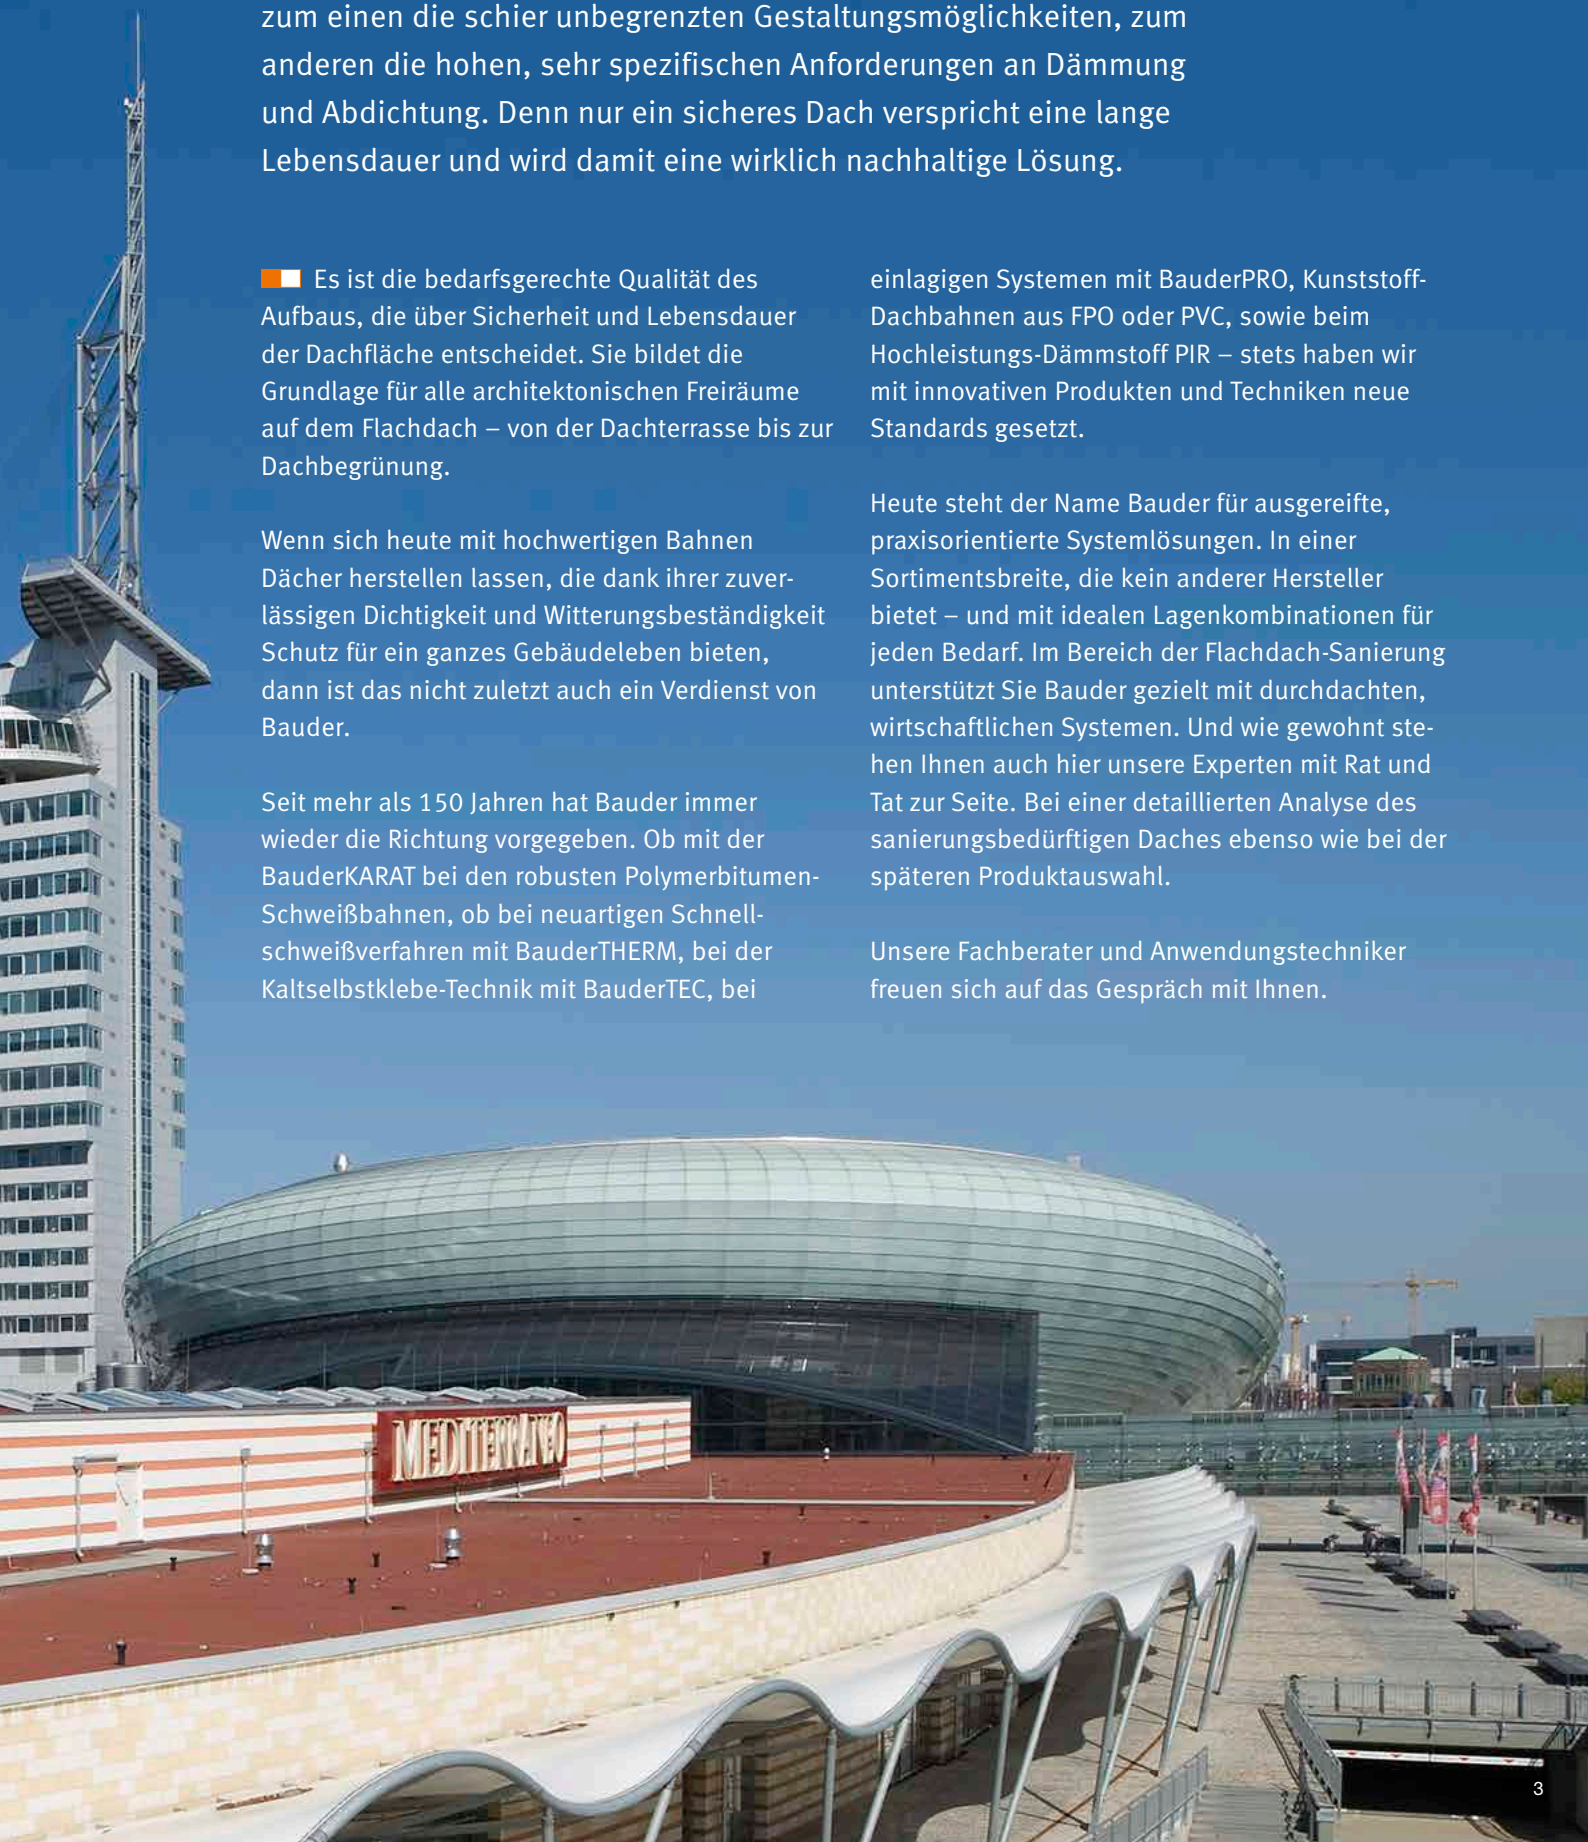 zum einen die schier unbegrenzten Gestaltungsmöglichkeiten, zum
anderen die hohen, sehr spezifischen Anforderungen an Dämmung
und Abdichtung. Denn nur ein sicheres Dach verspricht eine lange
Lebensdauer und wird damit eine wirklich nachhaltige Lösung.
Es ist die bedarfsgerechte Qualität des
Aufbaus, die über Sicherheit und Lebensdauer
der Dachfläche entscheidet. Sie bildet die
Grundlage für alle architektonischen Freiräume
auf dem Flachdach – von der Dachterrasse bis zur
Dachbegrünung.
Wenn sich heute mit hochwertigen Bahnen
Dächer herstellen lassen, die dank ihrer zuver-
lässigen Dichtigkeit und Witterungsbeständigkeit
Schutz für ein ganzes Gebäudeleben bieten,
dann ist das nicht zuletzt auch ein Verdienst von
Bauder.
Seit mehr als 150 Jahren hat Bauder immer
wieder die Richtung vorgegeben. Ob mit der
BauderKARAT bei den robusten Polymerbitumen-
Schweißbahnen, ob bei neuartigen Schnell-
schweißverfahren mit BauderTHERM, bei der
Kaltselbstklebe-Technik mit BauderTEC, bei
einlagigen Systemen mit BauderPRO, Kunststoff-
Dachbahnen aus FPO oder PVC, sowie beim
Hochleistungs-Dämmstoff PIR – stets haben wir
mit innovativen Produkten und Techniken neue
Standards gesetzt.
Heute steht der Name Bauder für ausgereifte,
praxisorientierte Systemlösungen. In einer
Sortimentsbreite, die kein anderer Hersteller
bietet – und mit idealen Lagenkombinationen für
jeden Bedarf. Im Bereich der Flachdach-Sanierung
unterstützt Sie Bauder gezielt mit durchdachten,
wirtschaftlichen Systemen. Und wie gewohnt ste-
hen Ihnen auch hier unsere Experten mit Rat und
Tat zur Seite. Bei einer detaillierten Analyse des
sanierungsbedürftigen Daches ebenso wie bei der
späteren Produktauswahl.
Unsere Fachberater und Anwendungstechniker
freuen sich auf das Gespräch mit Ihnen.
MEDITERRANEO
3